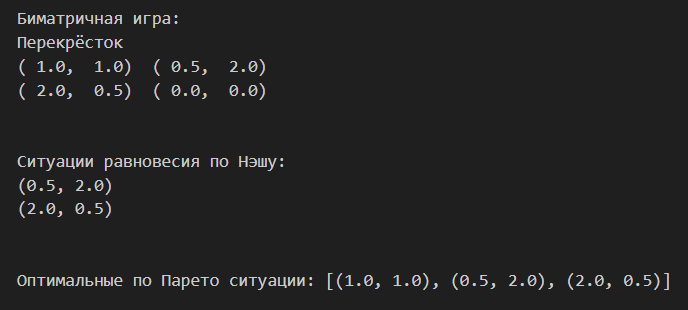 Биматричная игра:
Перекрёсток
( 1.0,  1.0)  ( 0.5,  2.0)
( 2.0,  0.5)  ( 0.0,  0.0)
Ситуации равновесия по Нэшу:
(0.5, 2.0)
(2.0, 0.5)
Оптимальные по Парето ситуации: [(1.0, 1.0), (0.5, 2.0), (2.0, 0.5)]